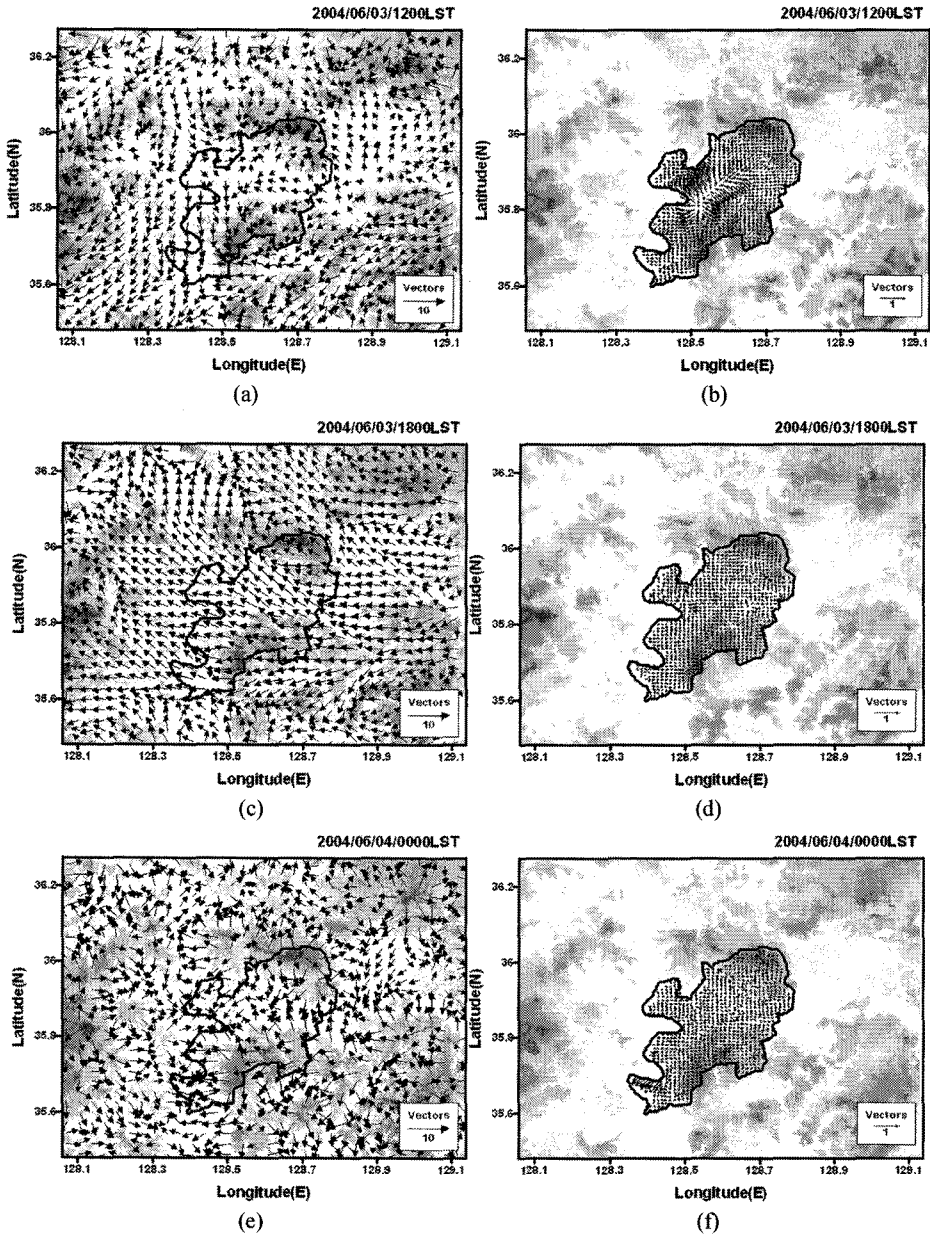 2004/06/03/1200LST
36.2
36
35.8
35.6
Latitude(N)
Vectors
10
128.1 128.3 128.5 128.7 128.9 129.1
Longitude(E)
(a)
2004/06/03/1200LST
36.2
36
35.8
35.6
Latitude(N)
Vectors
1
128.1 128.3 128.5 128.7 128.9 129.1
Longitude(E)
(b)
2004/06/03/1800LST
36.2
36
35.8
35.6
Latitude(N)
Vectors
10
128.1 128.3 128.5 128.7 128.9 129.1
Longitude(E)
(c)
2004/06/03/1800LST
36.2
36
35.8
35.6
Latitude(N)
Vectors
1
128.1 128.3 128.5 128.7 128.9 129.1
Longitude(E)
(d)
2004/06/04/0000LST
36.2
36
35.8
35.6
Latitude(N)
Vectors
10
128.1 128.3 128.5 128.7 128.9 129.1
Longitude(E)
(e)
2004/06/04/0000LST
36.2
36
35.8
35.6
Latitude(N)
Vectors
1
128.1 128.3 128.5 128.7 128.9 129.1
Longitude(E)
(f)